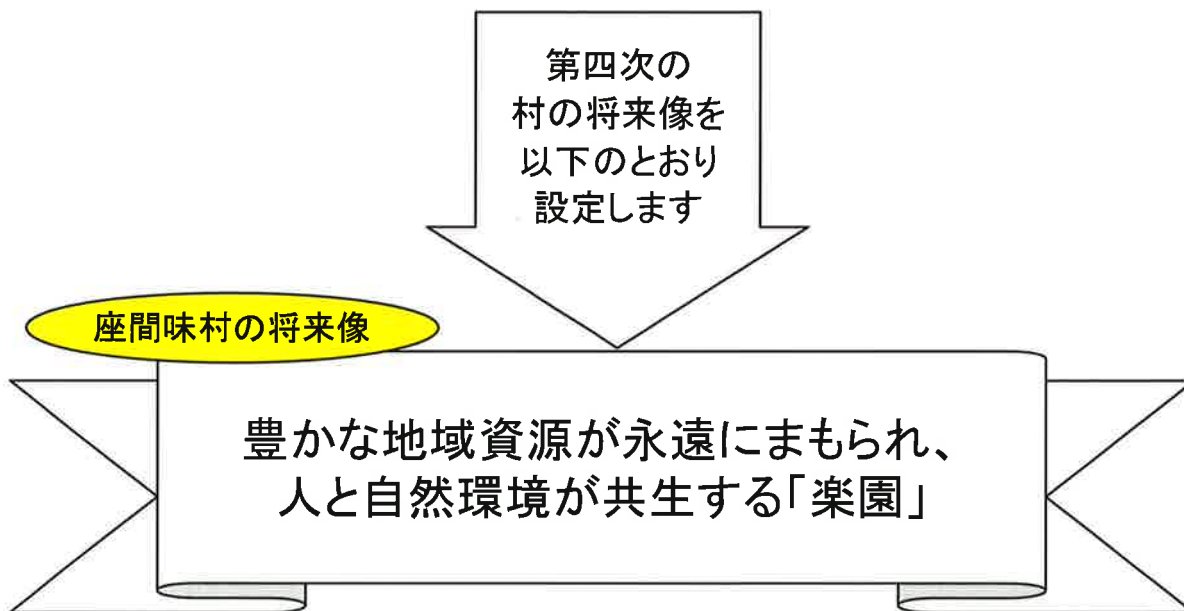 第四次の
村の将来像を
以下のとおり
設定します
座間味村の将来像
豊かな地域資源が永遠にまもられ、
人と自然環境が共生する「楽園」